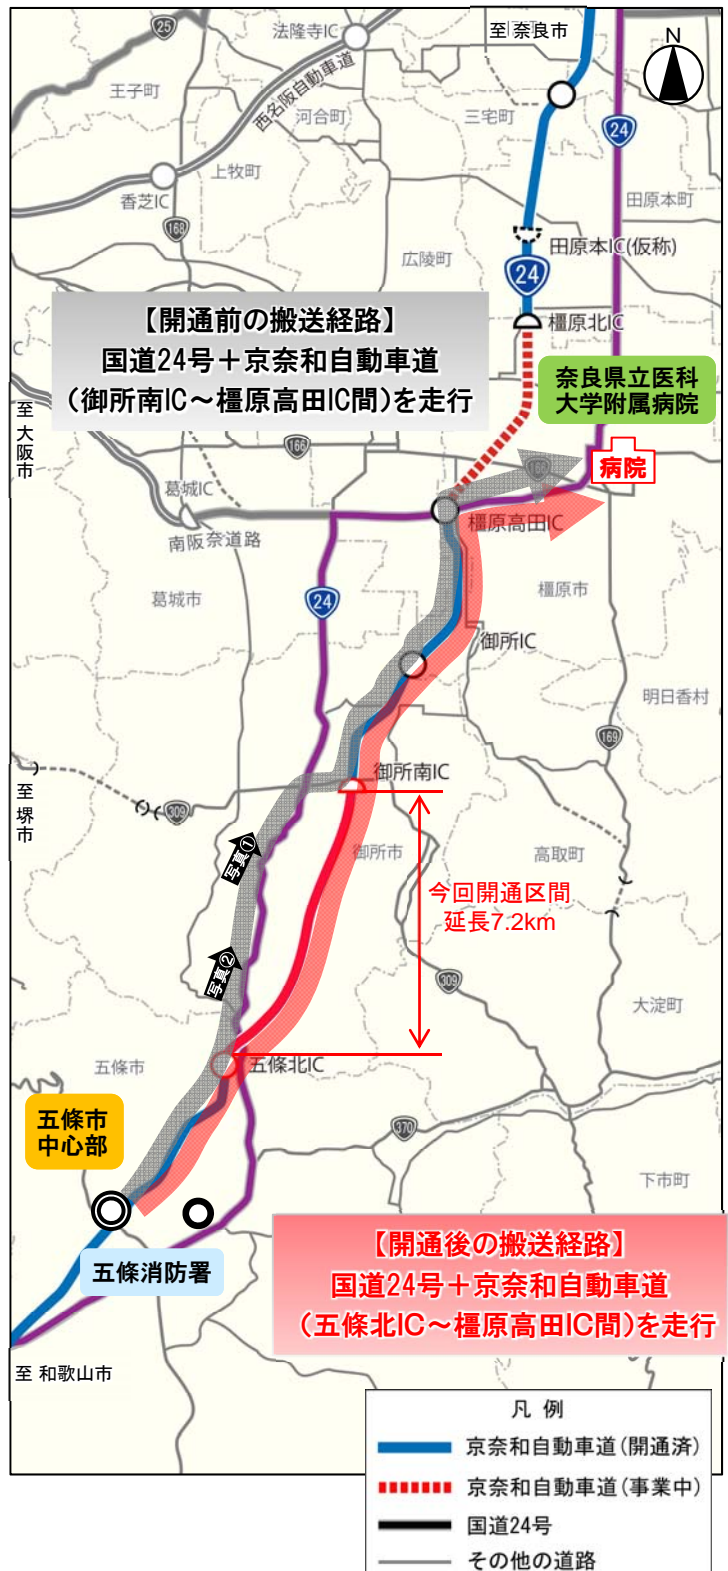 25
法隆寺IC
至 奈良市
N
王子町
西名阪自動車道
河合町
三宅町
24
上牧町
香芝IC
168
田原本町
田原本IC(仮称)
広陵町
24
橿原北IC
【開通前の搬送経路】
国道24号+京奈和自動車道
(御所南IC~橿原高田IC間)を走行
奈良県立医科
大学附属病院
至 大阪市
166
166
病院
葛城IC
橿原高田IC
南阪奈道路
葛城市
24
橿原市
御所IC
明日香村
169
御所南IC
至 堺市
309
写真①
御所市
高取町
今回開通区間
延長7.2km
写真②
309
大淀町
五條市
五條北IC
五條市
中心部
370
下市町
五條消防署
【開通後の搬送経路】
国道24号+京奈和自動車道
(五條北IC~橿原高田IC間)を走行
至 和歌山市
凡 例
京奈和自動車道(開通済)
京奈和自動車道(事業中)
国道24号
その他の道路